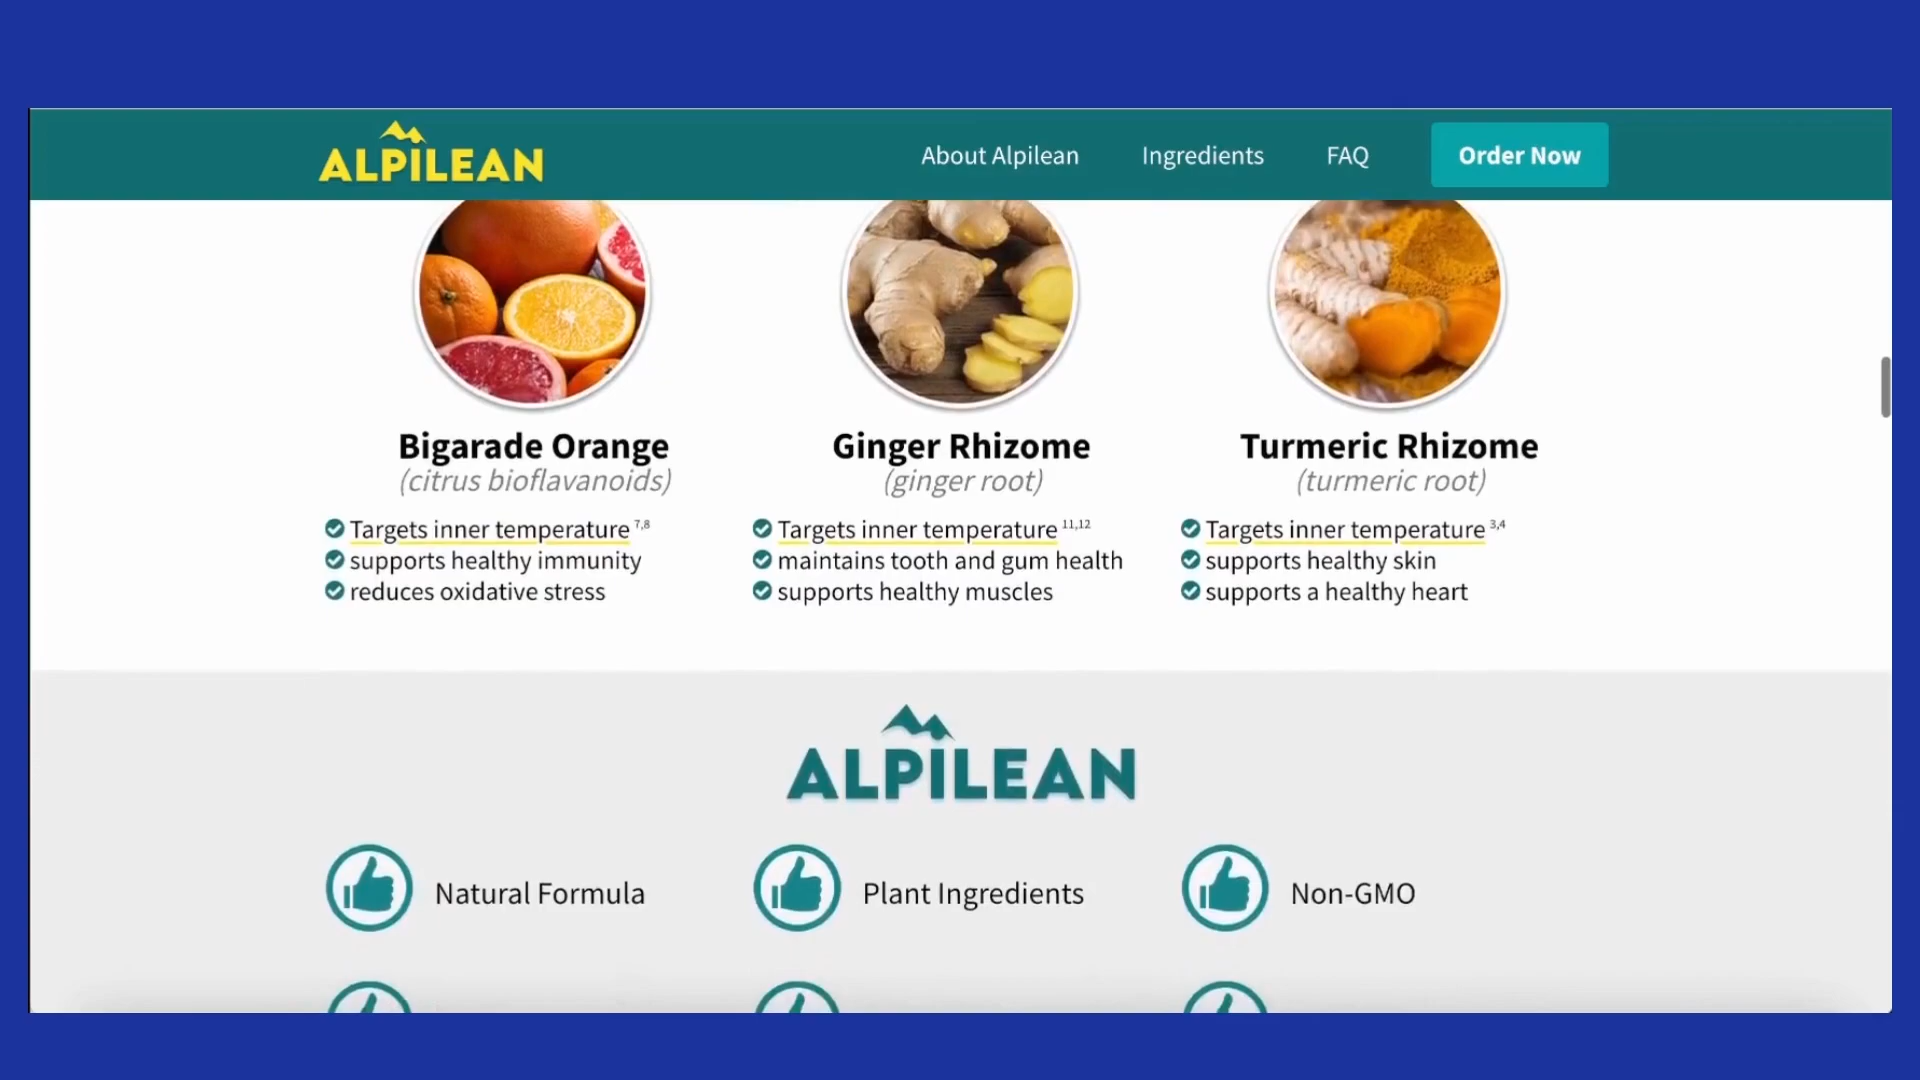 ALPILEAN
About Alpilean
Ingredients
FAQ
Order Now
Bigarade Orange
(citrus bioflavanoids)
Targets inner temperature 7,8
supports healthy immunity
reduces oxidative stress
Ginger Rhizome
(ginger root)
Targets inner temperature 11,12
maintains tooth and gum health
supports healthy muscles
Turmeric Rhizome
(turmeric root)
Targets inner temperature 3,4
supports healthy skin
supports a healthy heart
ALPILEAN
Natural Formula
Plant Ingredients
Non-GMO